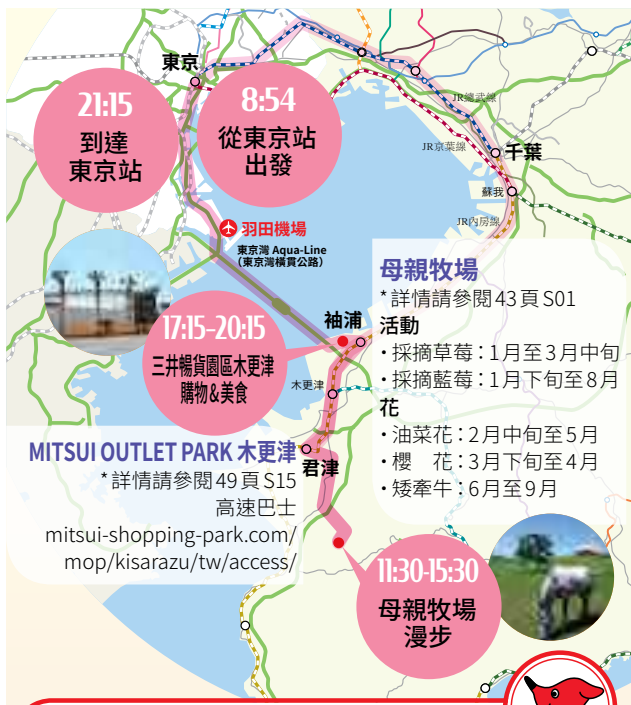 東京
21:15
到達
東京站
8:54
從東京站
出發
JR總武線
JR京葉線
千葉
蘇我
JR內房線
羽田機場
東京灣 Aqua-Line
（東京灣橫貫公路）
母親牧場
*詳情請參閱43頁S01
活動
・採摘草莓：1月至3月中旬
・採摘藍莓：1月下旬至8月
花
・油菜花：2月中旬至5月
・櫻　花：3月下旬至4月
・矮牽牛：6月至9月
17:15-20:15
三井暢貨園區木更津
購物&美食
袖浦
木更津
君津
MITSUI OUTLET PARK 木更津
*詳情請參閱49頁S15
高速巴士
mitsui-shopping-park.com/
mop/kisarazu/tw/access/
11:30-15:30
母親牧場
漫步